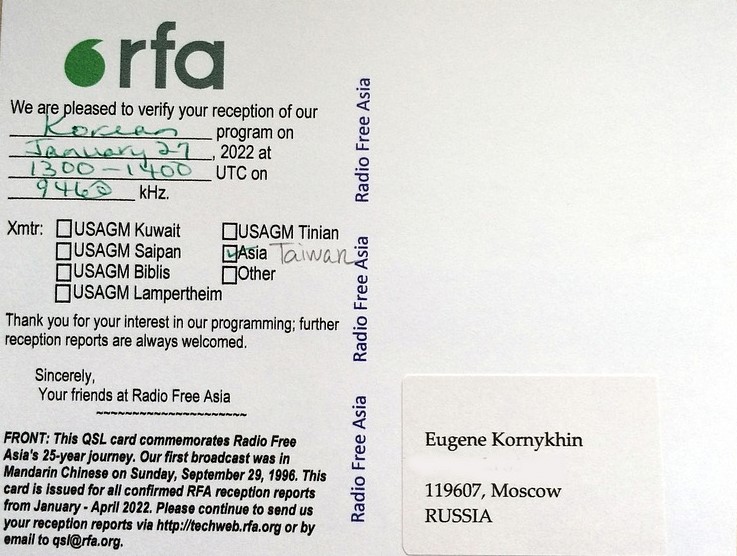 rfa
We are pleased to verify your reception of our
Korean program on
January 27, 2022 at
1300-1400 UTC on
9460 kHz.
Xmtr: USAGM Kuwait USAGM Tinian
USAGM Saipan Asia Taiwan
USAGM Biblis Other
USAGM Lampertheim
Thank you for your interest in our programming; further
reception reports are always welcomed.
Sincerely,
Your friends at Radio Free Asia
~~~~~~~~~~~~~~~~~~~~~~
FRONT: This QSL card commemorates Radio Free
Asia's 25-year journey. Our first broadcast was in
Mandarin Chinese on Sunday, September 29, 1996. This
card is issued for all confirmed RFA reception reports
from January - April 2022. Please continue to send us
your reception reports via http://techweb.rfa.org or by
email to qsl@rfa.org.
Radio Free Asia
Radio Free Asia
Radio Free Asia
Eugene Kornykhin
119607, Moscow
RUSSIA